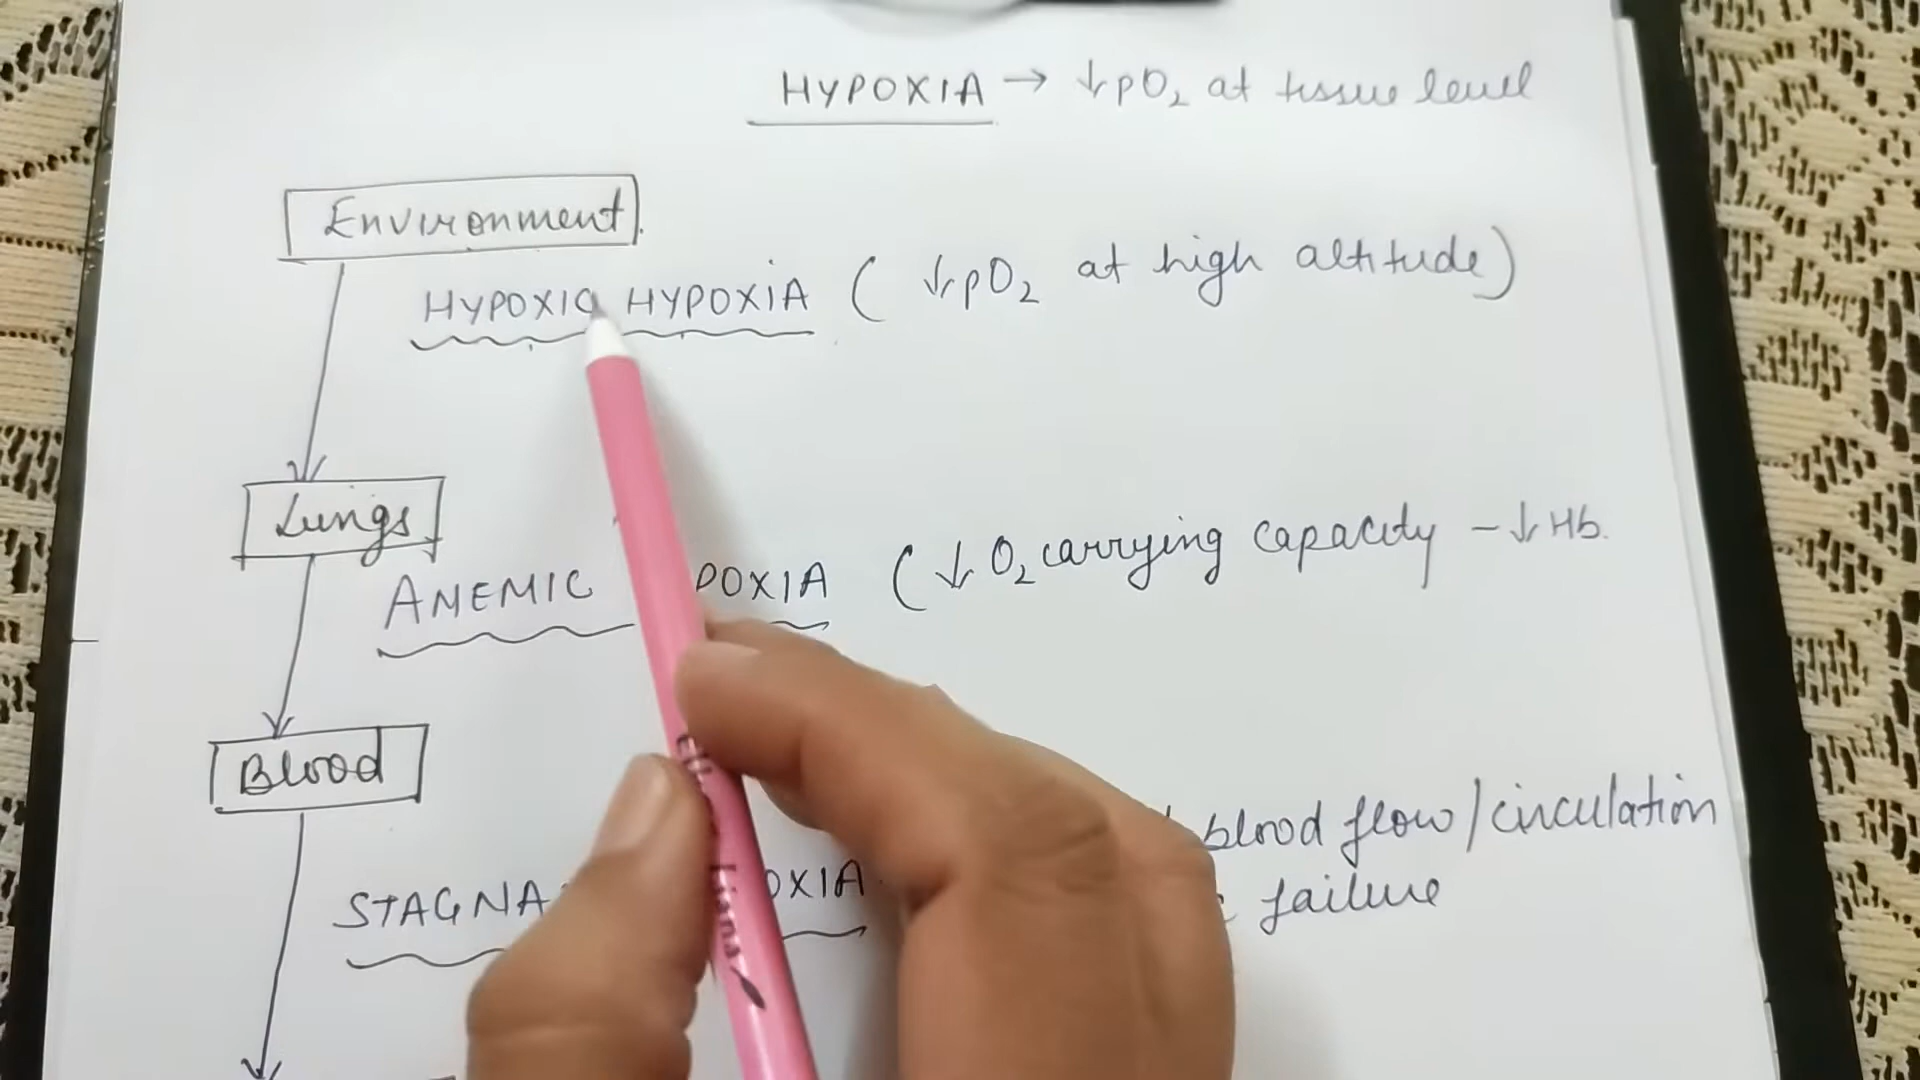 HYPOXIA → ↓pO₂ at tissue level
Environment
HYPOXIC HYPOXIA ( ↓pO₂ at high altitude)
Lungs
ANEMIC POXIA ( ↓ O₂ carrying capacity - ↓ Hb.
Blood
blood flow/circulation
STAGNA OXIA
failure